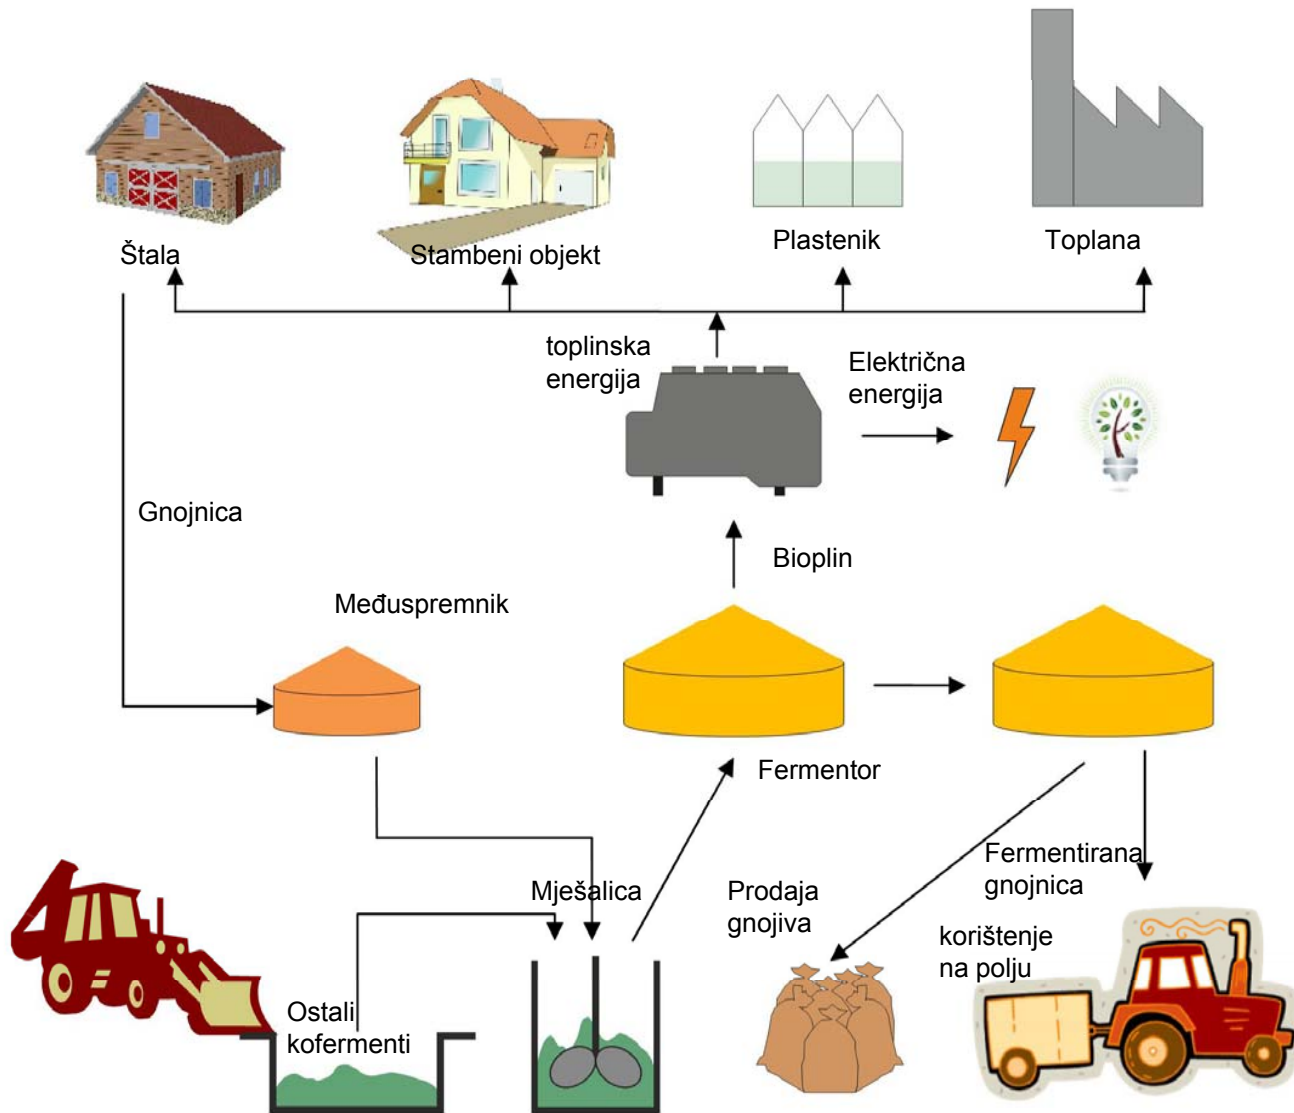 Štala
Stambeni objekt
Plastenik
Toplana
toplinska
energija
Električna
energija
Gnojnica
Bioplin
Međuspremnik
Fermentor
Mješalica
Prodaja
gnojiva
Fermentirana
gnojnica
korištenje
na polju
Ostali
kofermenti